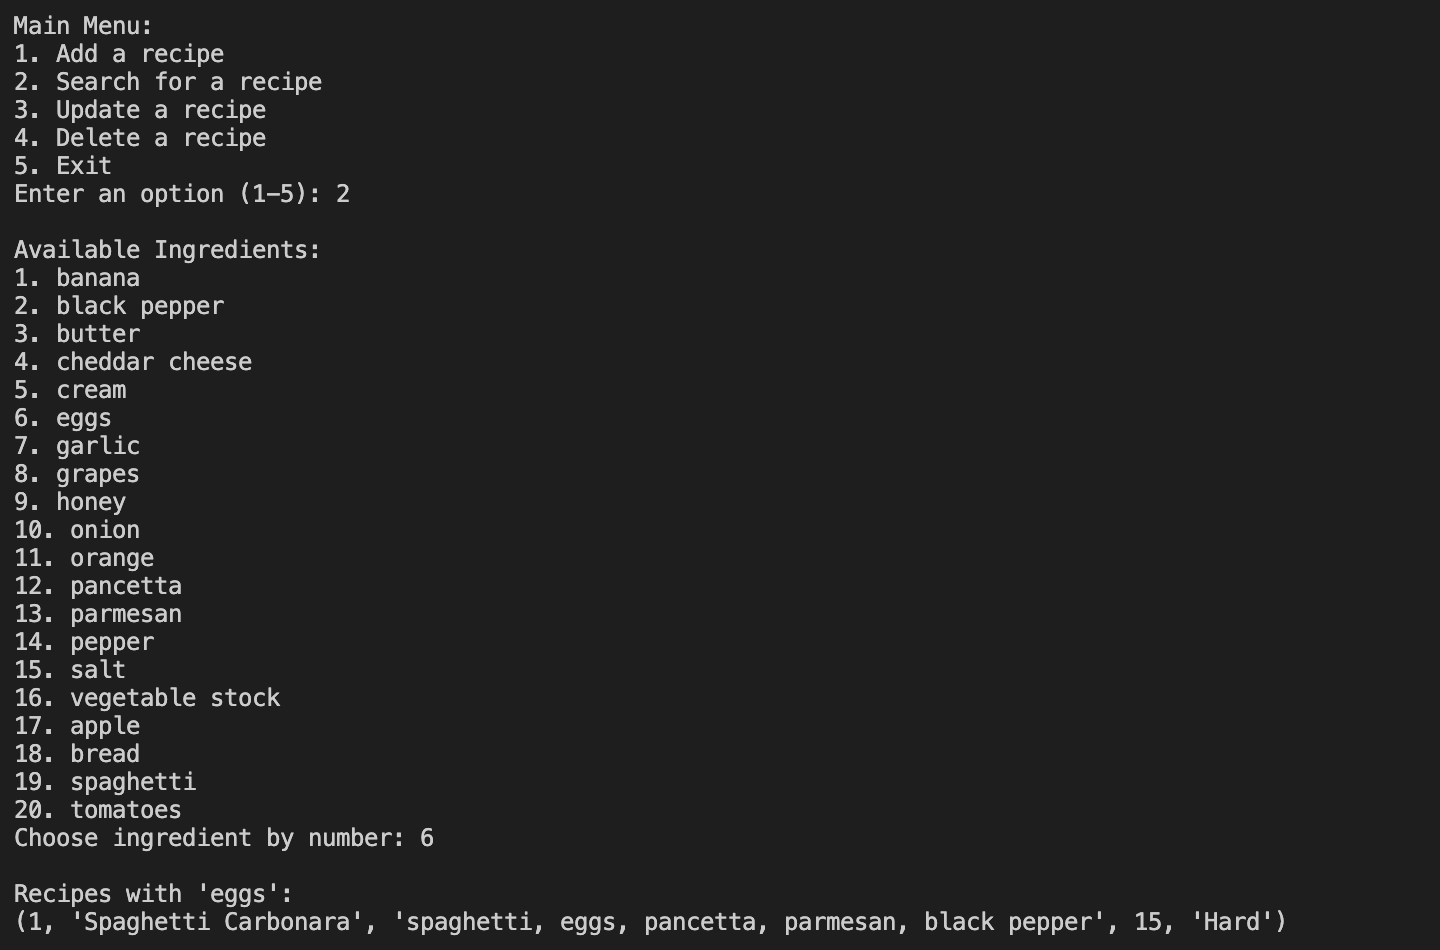 Main Menu:
1. Add a recipe
2. Search for a recipe
3. Update a recipe
4. Delete a recipe
5. Exit
Enter an option (1–5): 2
Available Ingredients:
1. banana
2. black pepper
3. butter
4. cheddar cheese
5. cream
6. eggs
7. garlic
8. grapes
9. honey
10. onion
11. orange
12. pancetta
13. parmesan
14. pepper
15. salt
16. vegetable stock
17. apple
18. bread
19. spaghetti
20. tomatoes
Choose ingredient by number: 6
Recipes with 'eggs':
(1, 'Spaghetti Carbonara', 'spaghetti, eggs, pancetta, parmesan, black pepper', 15, 'Hard')